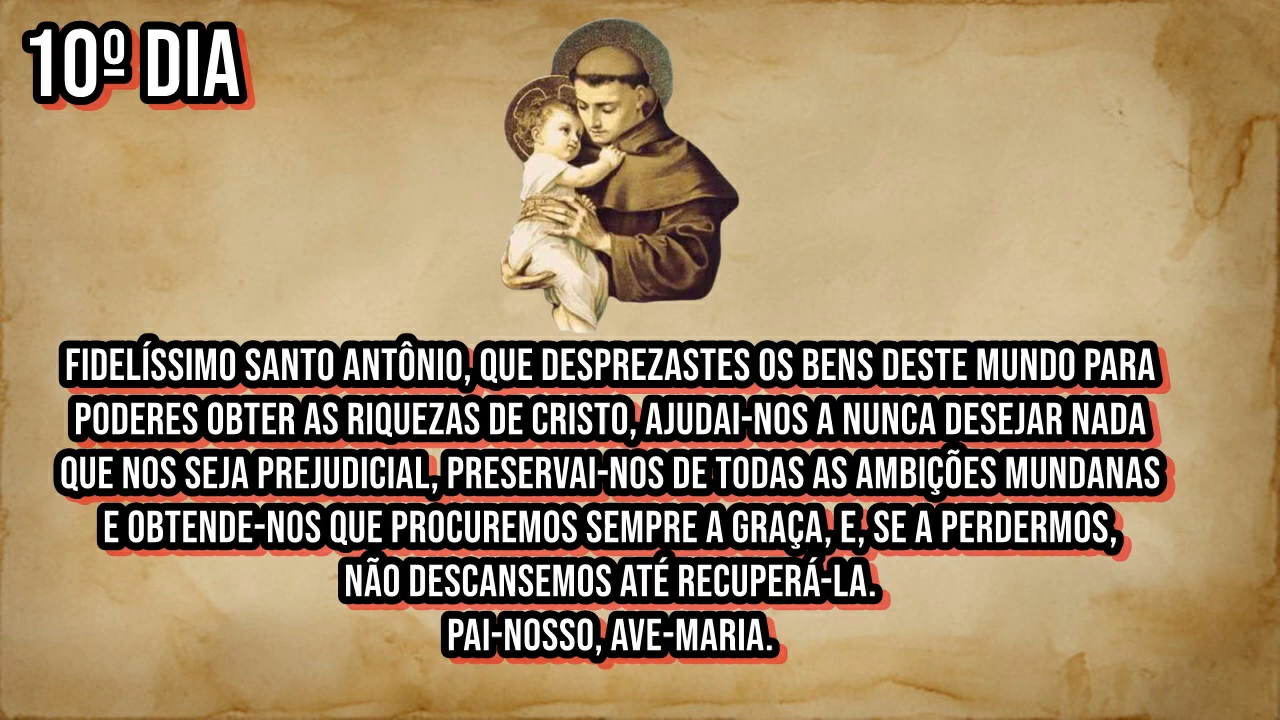 10º DIA
FIDELÍSSIMO SANTO ANTÔNIO, QUE DESPREZASTES OS BENS DESTE MUNDO PARA
PODERES OBTER AS RIQUEZAS DE CRISTO, AJUDAI-NOS A NUNCA DESEJAR NADA
QUE NOS SEJA PREJUDICIAL, PRESERVAI-NOS DE TODAS AS AMBIÇÕES MUNDANAS
E OBTENDE-NOS QUE PROCUREMOS SEMPRE A GRAÇA, E, SE A PERDERMOS,
NÃO DESCANSEMOS ATÉ RECUPERÁ-LA.
PAI-NOSSO, AVE-MARIA.